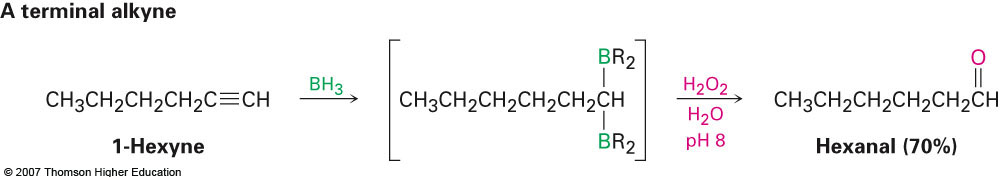 A terminal alkyne
CH3CH2CH2CH2C≡CH
1-Hexyne
BH3
BR2
CH3CH2CH2CH2CH2CH
BR2
H2O2
H2O
pH 8
O
CH3CH2CH2CH2CH2CH
Hexanal (70%)
© 2007 Thomson Higher Education